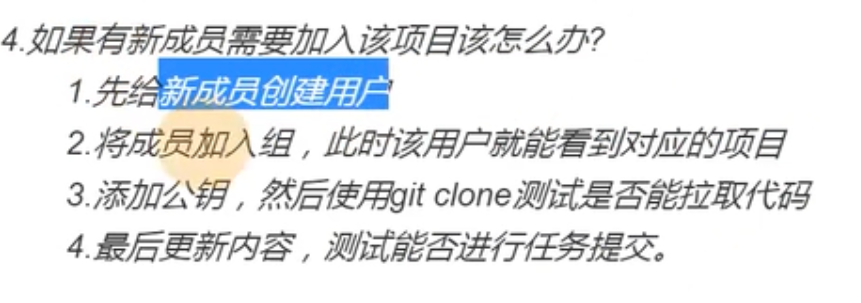 4.如果有新成员需要加入该项目该怎么办?
1.先给新成员创建用户
2.将成员加入组，此时该用户就能看到对应的项目
3.添加公钥，然后使用git clone测试是否能拉取代码
4.最后更新内容，测试能否进行任务提交。